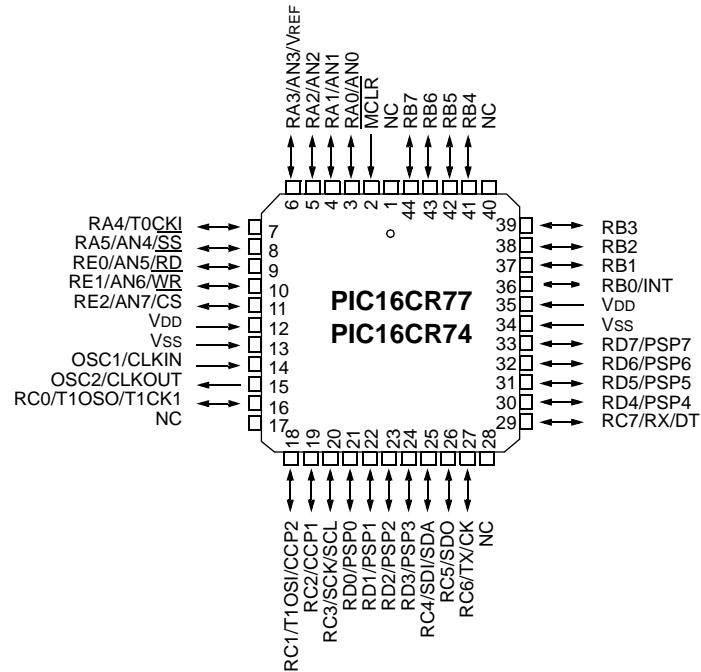 RA3/AN3/VREF
RA2/AN2
RA1/AN1
RA0/AN0
MCLR
NC
RB7
RB6
RB5
RB4
NC
6
5
4
3
2
1
44
43
42
41
40
RA4/T0CKI
7
RA5/AN4/SS
8
RE0/AN5/RD
9
RE1/AN6/WR
10
RE2/AN7/CS
11
VDD
12
VSS
13
OSC1/CLKIN
14
OSC2/CLKOUT
15
RC0/T1OSO/T1CK1
16
NC
17
PIC16CR77
PIC16CR74
39
RB3
38
RB2
37
RB1
36
RB0/INT
35
VDD
34
VSS
33
RD7/PSP7
32
RD6/PSP6
31
RD5/PSP5
30
RD4/PSP4
29
RC7/RX/DT
18
19
20
21
22
23
24
25
26
27
28
RC1/T1OSI/CCP2
RC2/CCP1
RC3/SCK/SCL
RD0/PSP0
RD1/PSP1
RD2/PSP2
RD3/PSP3
RC4/SDI/SDA
RC5/SDO
RC6/TX/CK
NC